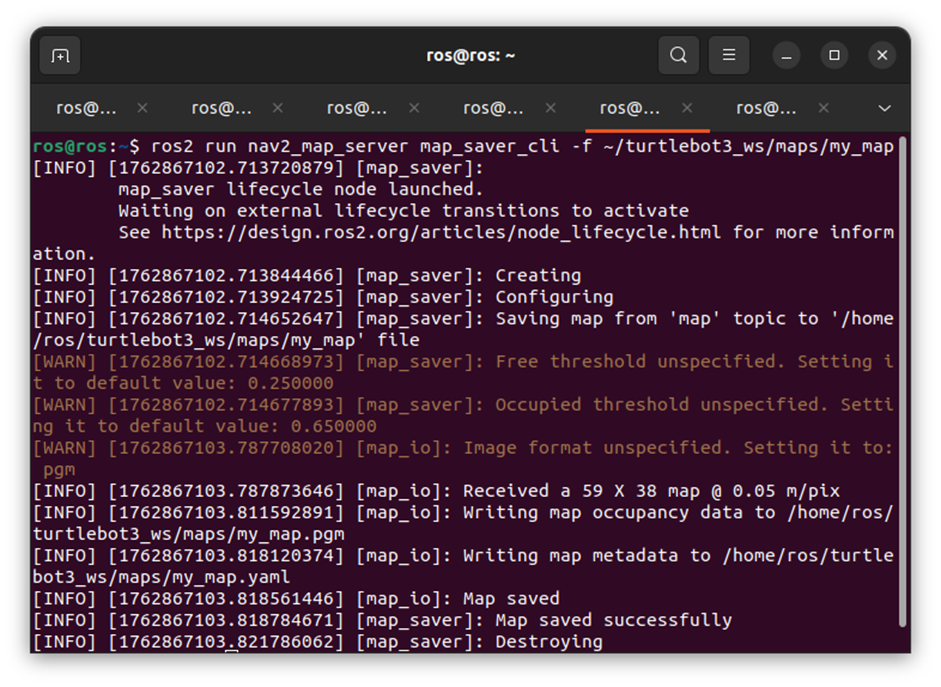 ros@ros: ~
ros@... ros@... ros@... ros@... ros@... ros@...
ros@ros:~$ ros2 run nav2_map_server map_saver_cli -f ~/turtlebot3_ws/maps/my_map
[INFO] [1762867102.713720879] [map_saver]:
map_saver lifecycle node launched.
Waiting on external lifecycle transitions to activate
See https://design.ros2.org/articles/node_lifecycle.html for more inform
ation.
[INFO] [1762867102.713844466] [map_saver]: Creating
[INFO] [1762867102.713924725] [map_saver]: Configuring
[INFO] [1762867102.714652647] [map_saver]: Saving map from 'map' topic to '/home
/ros/turtlebot3_ws/maps/my_map' file
[WARN] [1762867102.714668973] [map_saver]: Free threshold unspecified. Setting i
t to default value: 0.250000
[WARN] [1762867102.714677893] [map_saver]: Occupied threshold unspecified. Setti
ng it to default value: 0.650000
[WARN] [1762867103.787708020] [map_io]: Image format unspecified. Setting it to:
pgm
[INFO] [1762867103.787873646] [map_io]: Received a 59 X 38 map @ 0.05 m/pix
[INFO] [1762867103.811592891] [map_io]: Writing map occupancy data to /home/ros/
turtlebot3_ws/maps/my_map.pgm
[INFO] [1762867103.818120374] [map_io]: Writing map metadata to /home/ros/turtle
bot3_ws/maps/my_map.yaml
[INFO] [1762867103.818561446] [map_io]: Map saved
[INFO] [1762867103.818784671] [map_saver]: Map saved successfully
[INFO] [1762867103.821786062] [map_saver]: Destroying